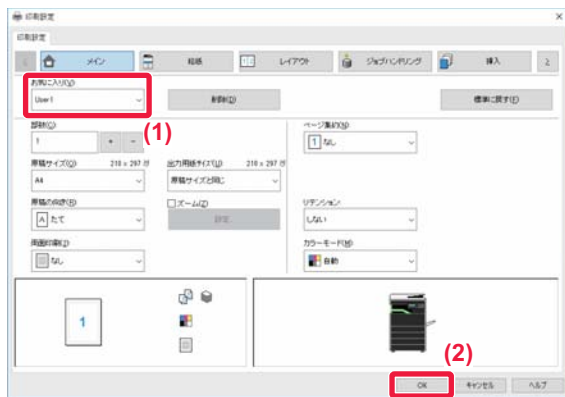 印刷設定
印刷設定
メイン 給紙 レイアウト ジョブハンドリング 挿入 2
お気に入り(V)
User1 削除(D) 標準に戻す(E)
(1)
部数(C) ページ集約(N)
1 + - 1 なし
原稿サイズ(O) 210 x 297 出力用紙サイズ(U) 210 x 297
A4 原稿サイズと同じ
原稿の向き(R) ズーム(Z) リテンション
A たて 設定 しない
両面印刷(J) カラーモード(M)
なし 自動
1
(2)
OK キャンセル ヘルプ